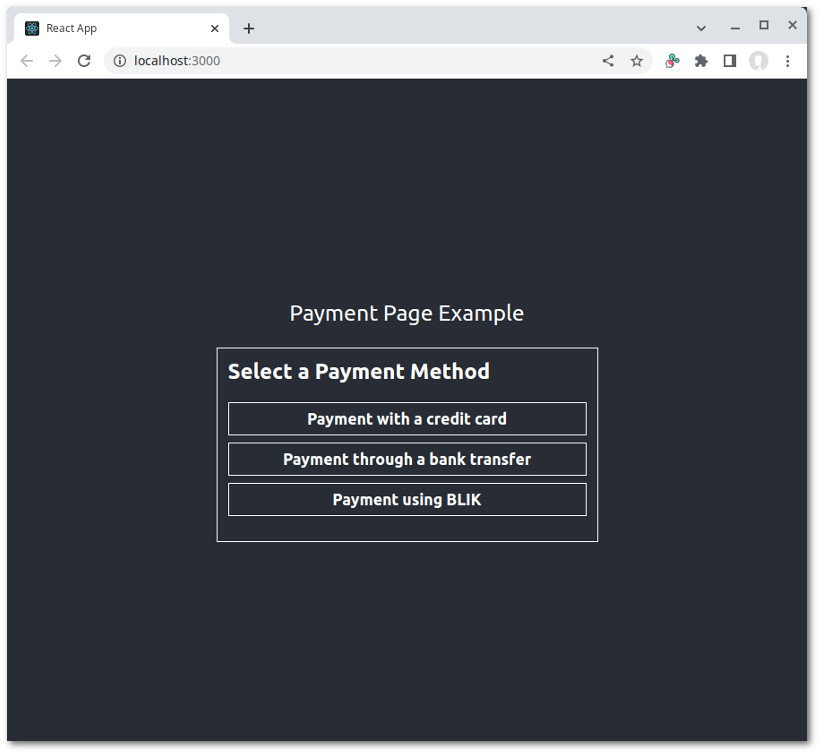 React App
localhost:3000
Payment Page Example
Select a Payment Method
Payment with a credit card
Payment through a bank transfer
Payment using BLIK